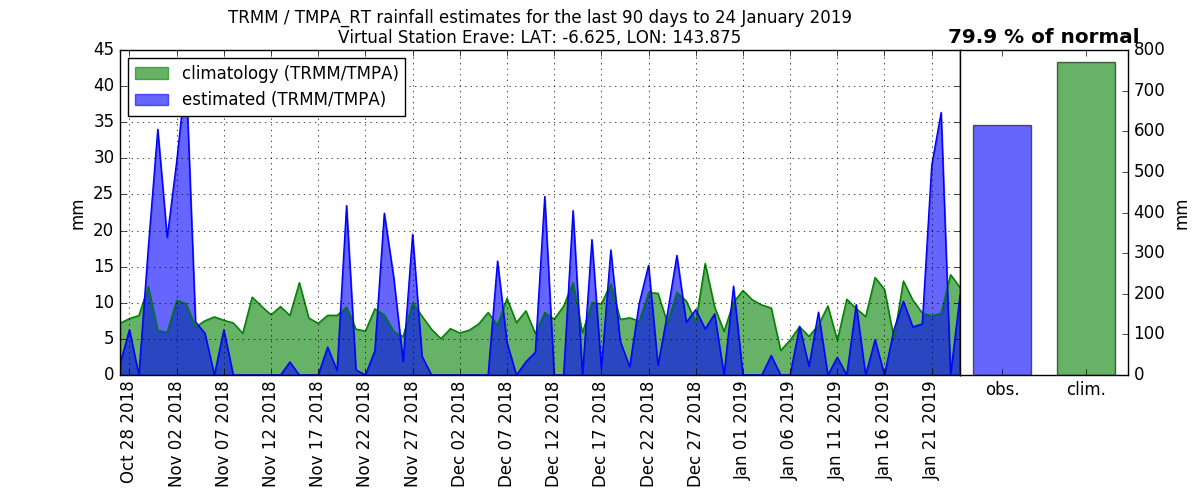 TRMM / TMPA_RT rainfall estimates for the last 90 days to 24 January 2019
Virtual Station Erave: LAT: -6.625, LON: 143.875
79.9 % of normal
climatology (TRMM/TMPA)
estimated (TRMM/TMPA)
mm
45
40
35
30
25
20
15
10
5
0
Oct 28 2018
Nov 02 2018
Nov 07 2018
Nov 12 2018
Nov 17 2018
Nov 22 2018
Nov 27 2018
Dec 02 2018
Dec 07 2018
Dec 12 2018
Dec 17 2018
Dec 22 2018
Dec 27 2018
Jan 01 2019
Jan 06 2019
Jan 11 2019
Jan 16 2019
Jan 21 2019
800
700
600
500
400
300
200
100
0
mm
obs.
clim.